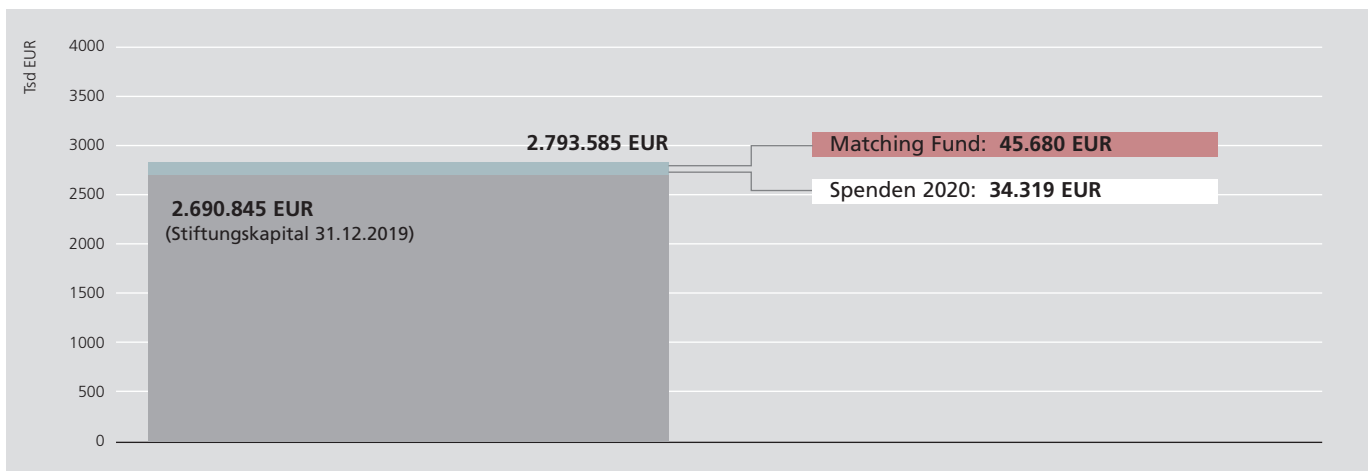 Tsd EUR
4000
3500
3000
2500
2000
1500
1000
500
0
2.793.585 EUR
2.690.845 EUR
(Stiftungskapital 31.12.2019)
Matching Fund: 45.680 EUR
Spenden 2020: 34.319 EUR